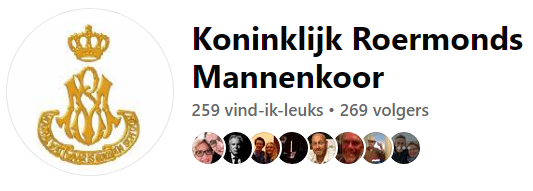 Koninklijk Roermonds
Mannenkoor
259 vind-ik-leuks • 269 volgers